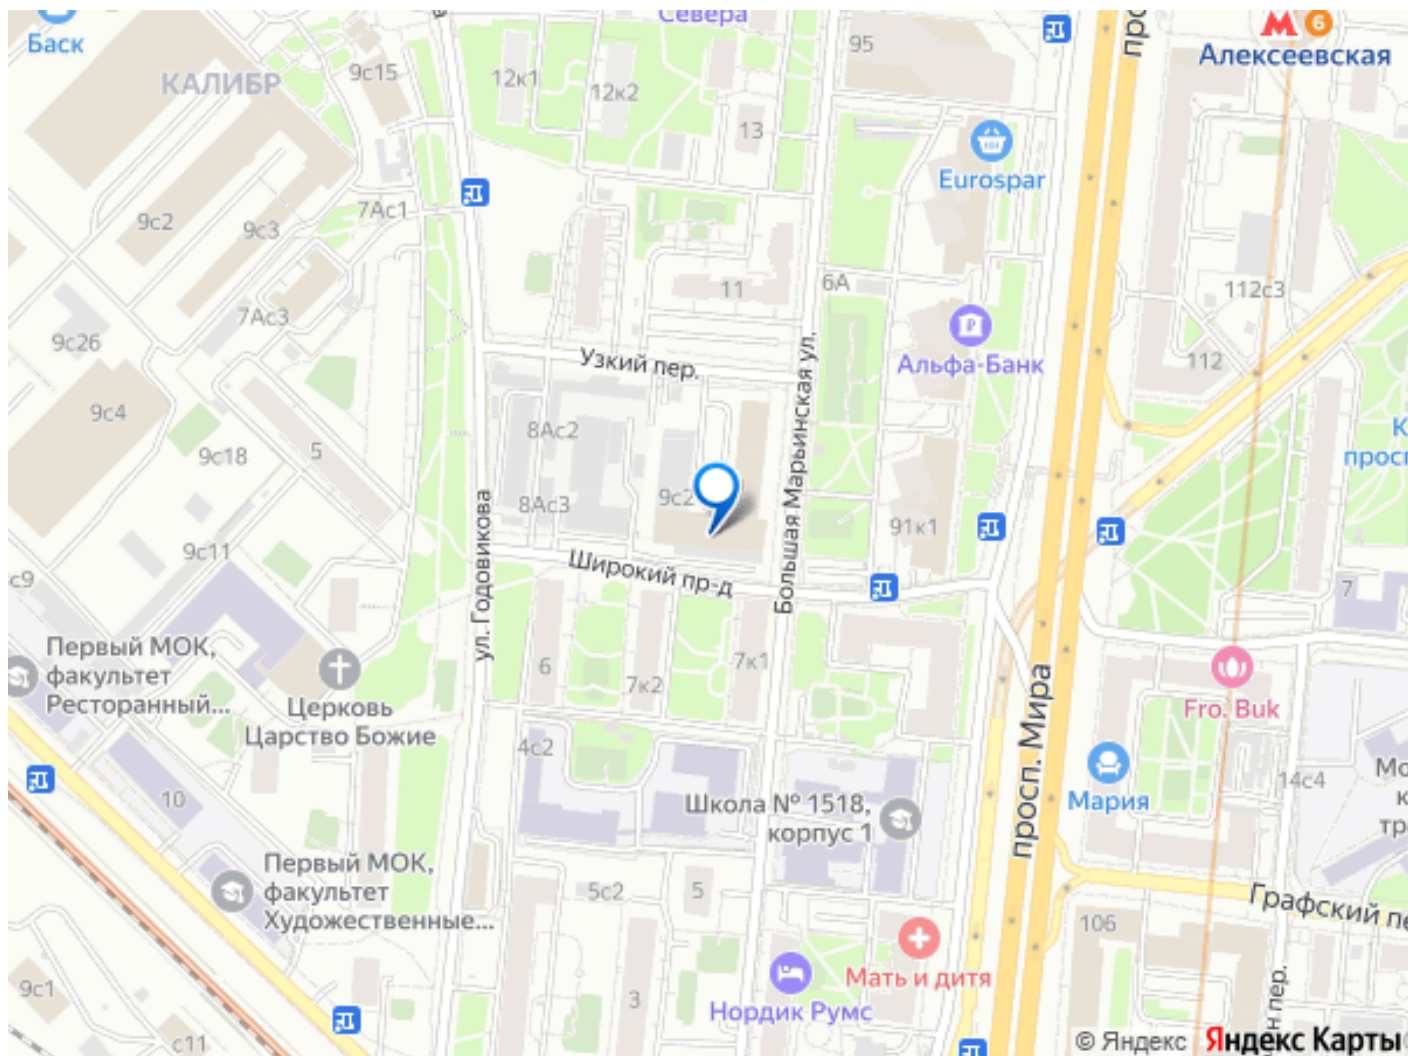 Севера
Баск
КАЛИБР
9с15
12к1
12к2
95
6
Алексеевская
13
Eurospar
7Ас1
9с2
9с3
11
6А
112с3
7Ас3
9с26
Узкий пер.
Альфа-Банк
112
9с4
5
9с18
8Ас2
Большая Марьинская ул.
9с2
8Ас3
91к1
ул. Годовикова
9с11
Широкий пр-д
7
Первый МОК,
факультет
Ресторанный...
Церковь
Царство Божие
6
7к2
7к1
просп. Мира
Fro. Buk
4с2
10
Школа № 1518,
корпус 1
Мария
14с4
Первый МОК,
факультет
Художественные...
5с2
5
Графский пе
106
Мать и дитя
Нордик Румс
3
9с1
с11
н пер.
© Яндекс Яндекс Карты